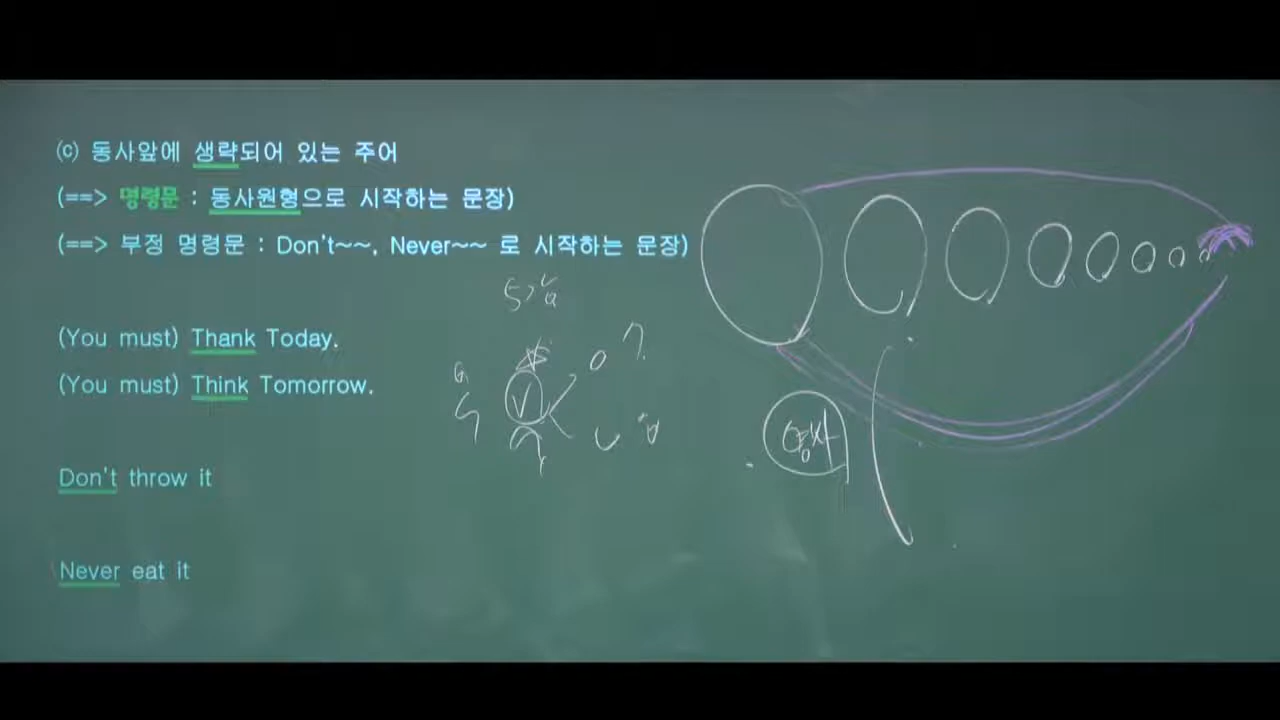 (c) 동사앞에 생략되어 있는 주어
(==> 명령문 : 동사원형으로 시작하는 문장)
(==> 부정 명령문 : Don't~~, Never~~ 로 시작하는 문장)
(You must) Thank Today.
(You must) Think Tomorrow.
Don't throw it
Never eat it